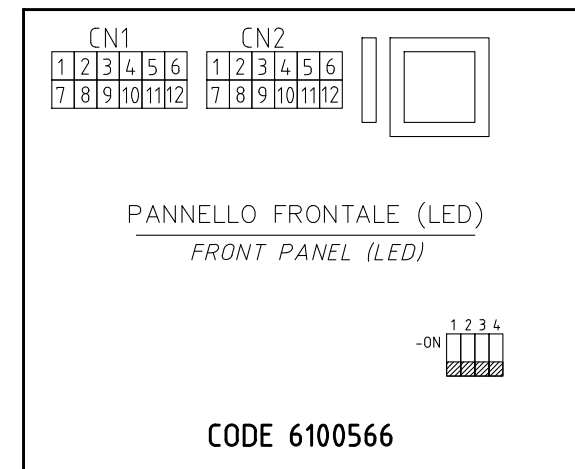 CN1 CN2
1 2 3 4 5 6 1 2 3 4 5 6
7 8 9 10 11 12 7 8 9 10 11 12
PANNELLO FRONTALE (LED)
FRONT PANEL (LED)
1 2 3 4
-ON
CODE 6100566